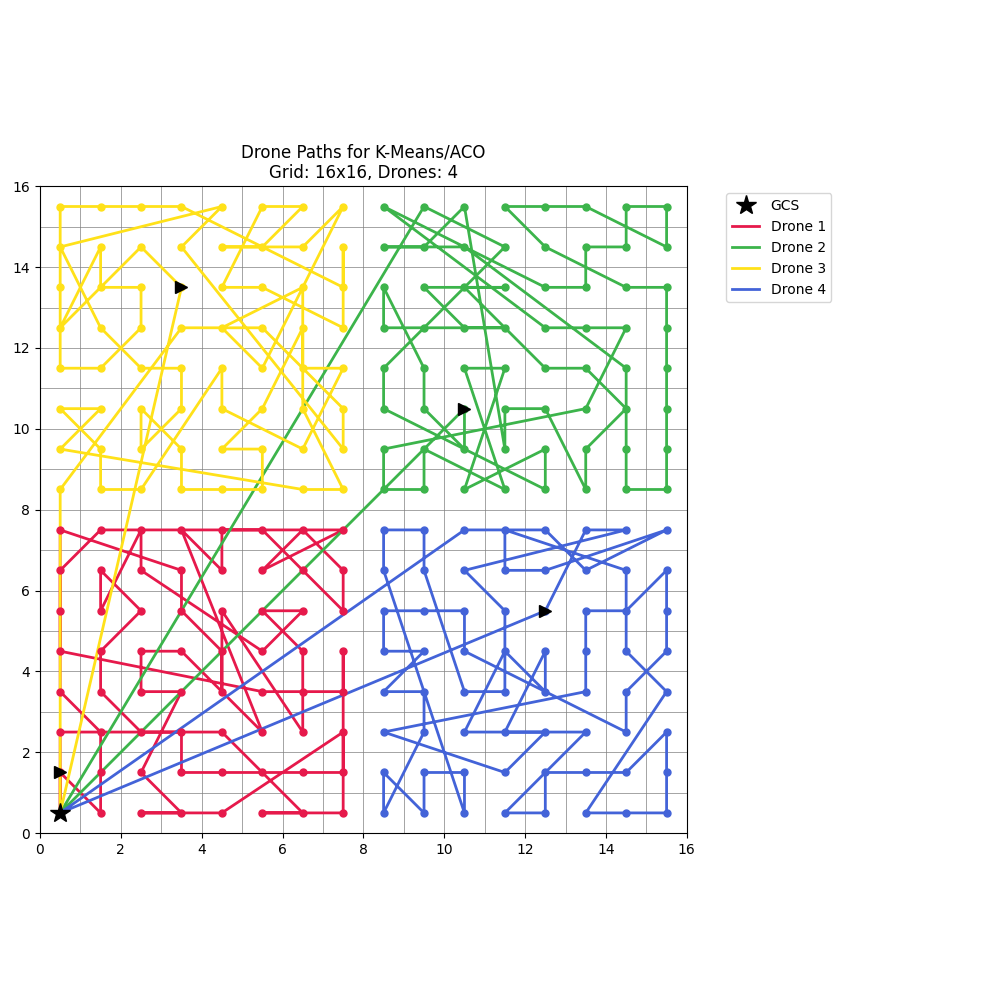 Drone Paths for K-Means/ACO
Grid: 16x16, Drones: 4
16
14
12
10
8
6
4
2
0
0 2 4 6 8 10 12 14 16
GCS
Drone 1
Drone 2
Drone 3
Drone 4